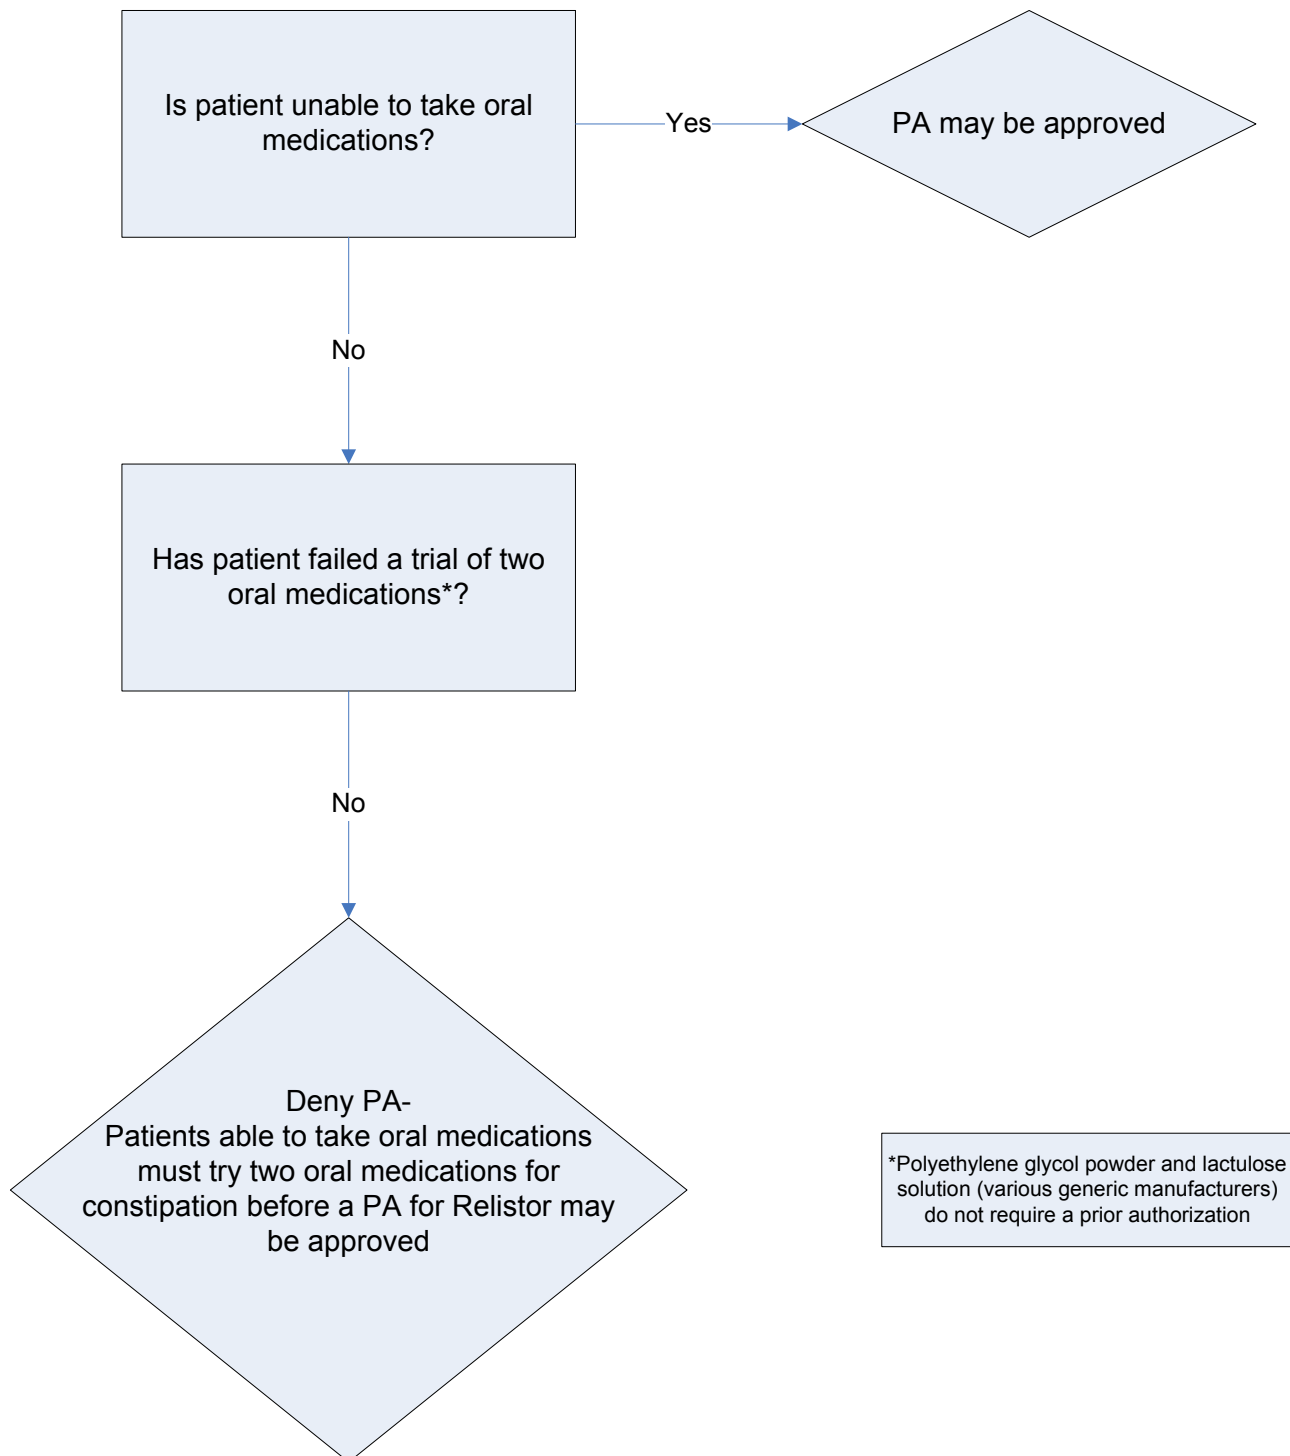 Is patient unable to take oral
medications?
Yes
PA may be approved
No
Has patient failed a trial of two
oral medications*?
No
Deny PA-
Patients able to take oral medications
must try two oral medications for
constipation before a PA for Relistor may
be approved
*Polyethylene glycol powder and lactulose
solution (various generic manufacturers)
do not require a prior authorization